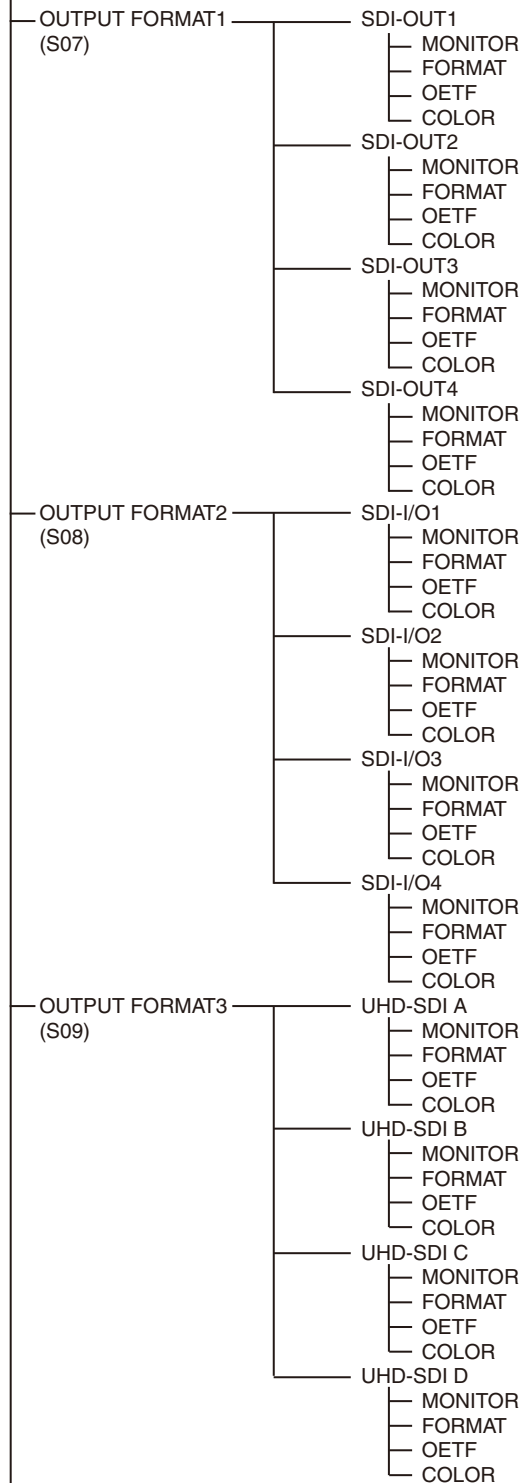 OUTPUT FORMAT1 SDI-OUT1
(S07) MONITOR
FORMAT
OETF
COLOR
SDI-OUT2
MONITOR
FORMAT
OETF
COLOR
SDI-OUT3
MONITOR
FORMAT
OETF
COLOR
SDI-OUT4
MONITOR
FORMAT
OETF
COLOR
OUTPUT FORMAT2 SDI-I/O1
(S08) MONITOR
FORMAT
OETF
COLOR
SDI-I/O2
MONITOR
FORMAT
OETF
COLOR
SDI-I/O3
MONITOR
FORMAT
OETF
COLOR
SDI-I/O4
MONITOR
FORMAT
OETF
COLOR
OUTPUT FORMAT3 UHD-SDI A
(S09) MONITOR
FORMAT
OETF
COLOR
UHD-SDI B
MONITOR
FORMAT
OETF
COLOR
UHD-SDI C
MONITOR
FORMAT
OETF
COLOR
UHD-SDI D
MONITOR
FORMAT
OETF
COLOR